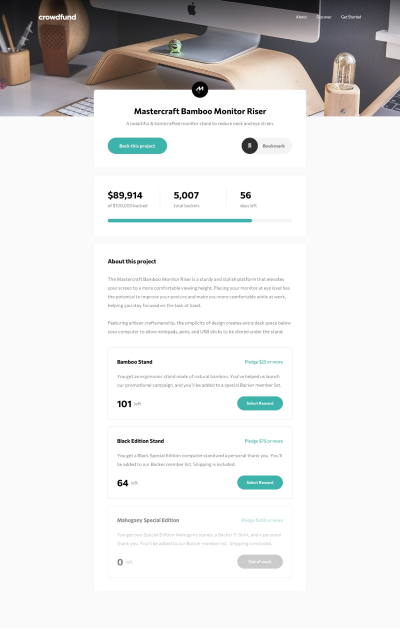 crowdfund
About Discover Get Started
Mastercraft Bamboo Monitor Riser
A beautiful & handcrafted monitor stand to reduce neck and eye strain.
Back this project
Bookmark
$89,914 5,007 56
of $100,000 backed total backers days left
About this project
The Mastercraft Bamboo Monitor Riser is a sturdy and stylish platform that elevates
your screen to a more comfortable viewing height. Placing your monitor at eye level has
the potential to improve your posture and make you more comfortable while at work,
helping you stay focused on the task at hand.
Featuring artisan craftsmanship, the simplicity of design creates extra desk space below
your computer to allow notepads, pens, and USB sticks to be stored under the stand.
Bamboo Stand Pledge $25 or more
You get an ergonomic stand made of natural bamboo. You've helped us launch
our promotional campaign, and you'll be added to a special Backer member list.
101 left Select Reward
Black Edition Stand Pledge $75 or more
You get a Black Special Edition computer stand and a personal thank you. You'll
be added to our Backer member list. Shipping is included.
64 left Select Reward
Mahogany Special Edition Pledge $200 or more
You get two Special Edition Mahogany stands, a Backer T-Shirt, and a personal
thank you. You'll be added to our Backer member list. Shipping is included.
0 left Out of stock